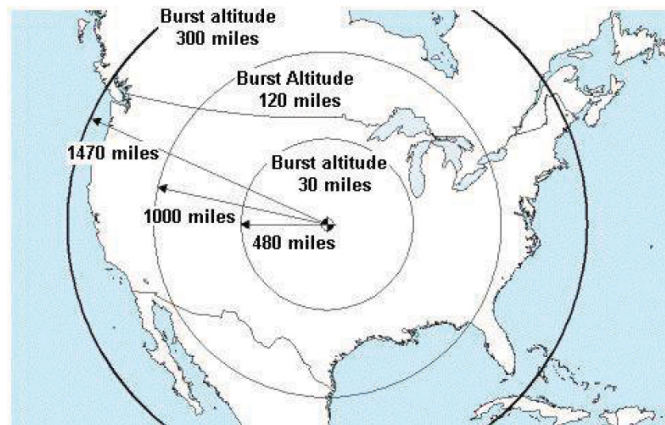 Burst altitude
300 miles
Burst Altitude
120 miles
1470 miles
Burst altitude
30 miles
1000 miles
480 miles